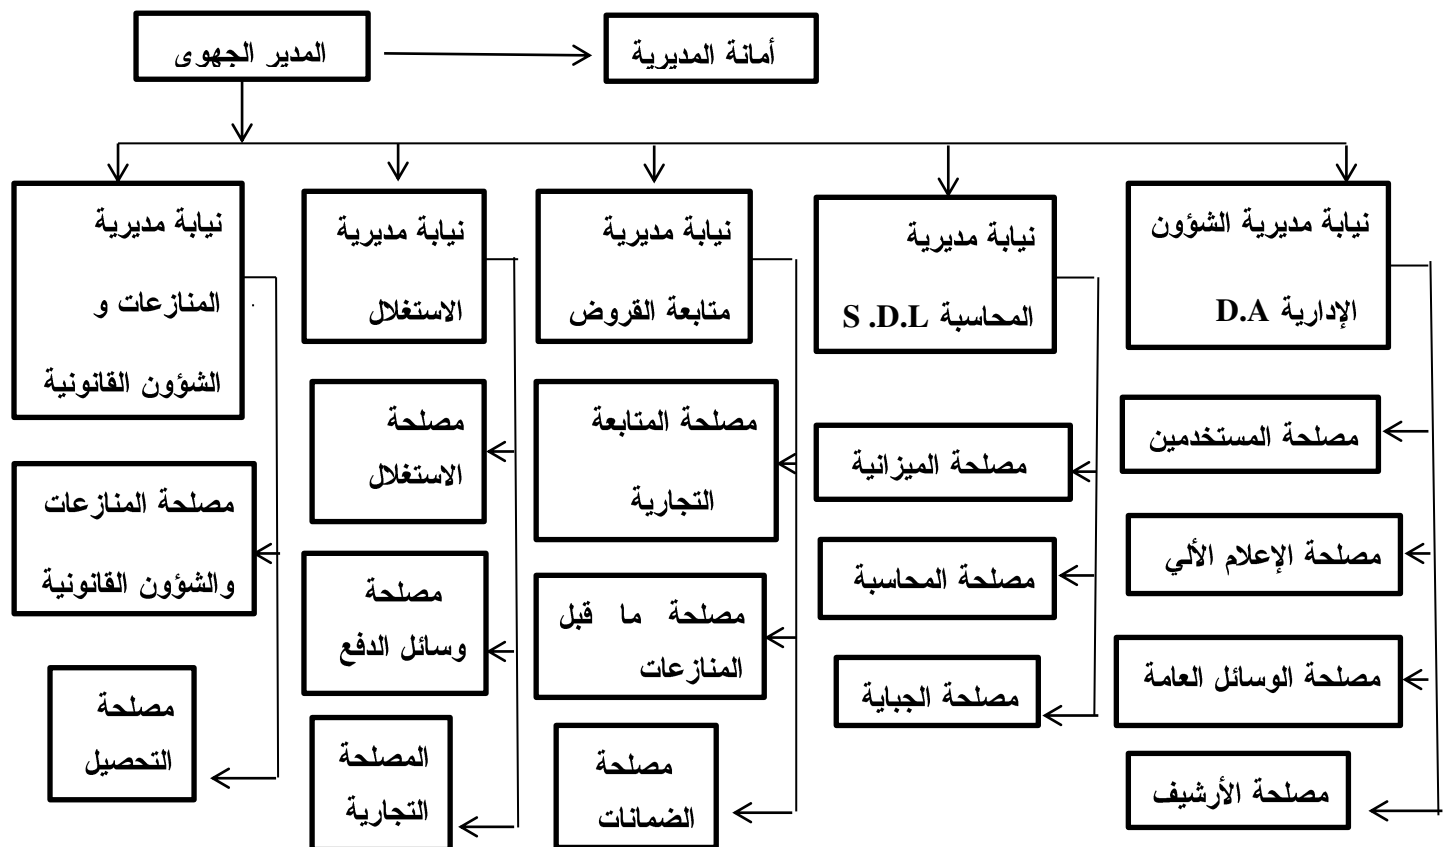 المدير الجهوي
أمانة المديرية
نيابة مديرية الشؤون
الإدارية D.A
نيابة مديرية
المحاسبة S .D.L
نيابة مديرية
متابعة القروض
نيابة مديرية
الاستغلال
نيابة مديرية
المنازعات و
الشؤون القانونية
مصلحة المستخدمين
مصلحة الإعلام الألي
مصلحة الوسائل العامة
مصلحة الأرشيف
مصلحة الميزانية
مصلحة المحاسبة
مصلحة الجباية
مصلحة المتابعة
التجارية
مصلحة ما قبل
المنازعات
مصلحة
الضمانات
مصلحة
الاستغلال
مصلحة
وسائل الدفع
المصلحة
التجارية
مصلحة المنازعات
والشؤون القانونية
مصلحة
التحصيل